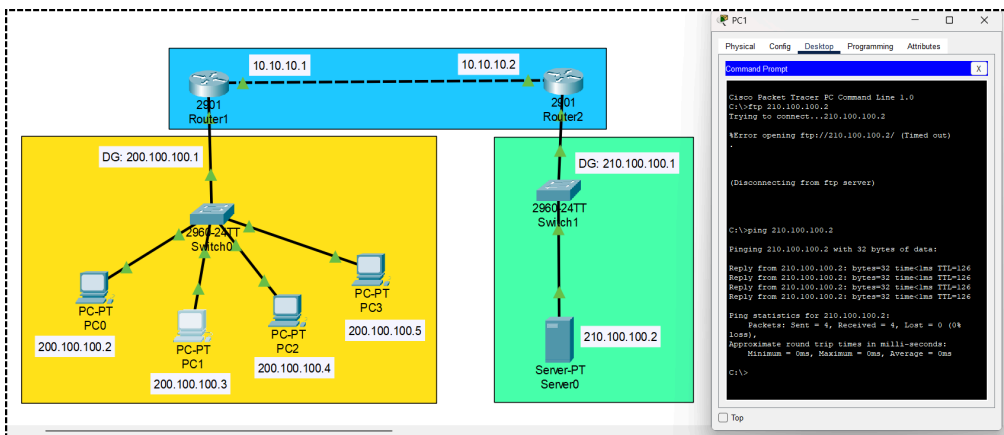 10.10.10.1
10.10.10.2
2901
Router1
2901
Router2
DG: 200.100.100.1
DG: 210.100.100.1
2960-24TT
Switch0
2960-24TT
Switch1
PC-PT
PC0
200.100.100.2
PC-PT
PC1
200.100.100.3
PC-PT
PC2
200.100.100.4
PC-PT
PC3
200.100.100.5
210.100.100.2
Server-PT
Server0
PC1
Physical Config Desktop Programming Attributes
Command Prompt X
Cisco Packet Tracer PC Command Line 1.0
C:\>ftp 210.100.100.2
Trying to connect...210.100.100.2
%Error opening ftp://210.100.100.2/ (Timed out)
.
(Disconnecting from ftp server)
C:\>ping 210.100.100.2
Pinging 210.100.100.2 with 32 bytes of data:
Reply from 210.100.100.2: bytes=32 time<1ms TTL=126
Reply from 210.100.100.2: bytes=32 time<1ms TTL=126
Reply from 210.100.100.2: bytes=32 time<1ms TTL=126
Reply from 210.100.100.2: bytes=32 time<1ms TTL=126
Ping statistics for 210.100.100.2:
Packets: Sent = 4, Received = 4, Lost = 0 (0%
loss),
Approximate round trip times in milli-seconds:
Minimum = 0ms, Maximum = 0ms, Average = 0ms
C:\>
Top